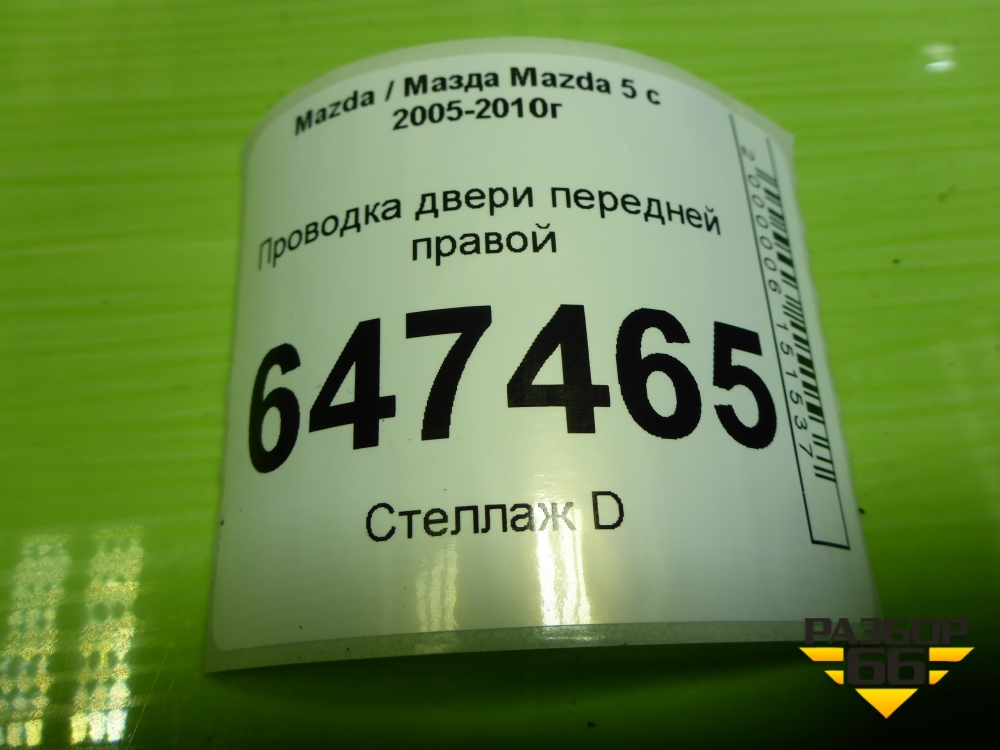 Mazda / Мазда Mazda 5 с
2005-2010г
Проводка двери передней
правой
647465
Стеллаж D
2000006151537
РАЗБОР
66